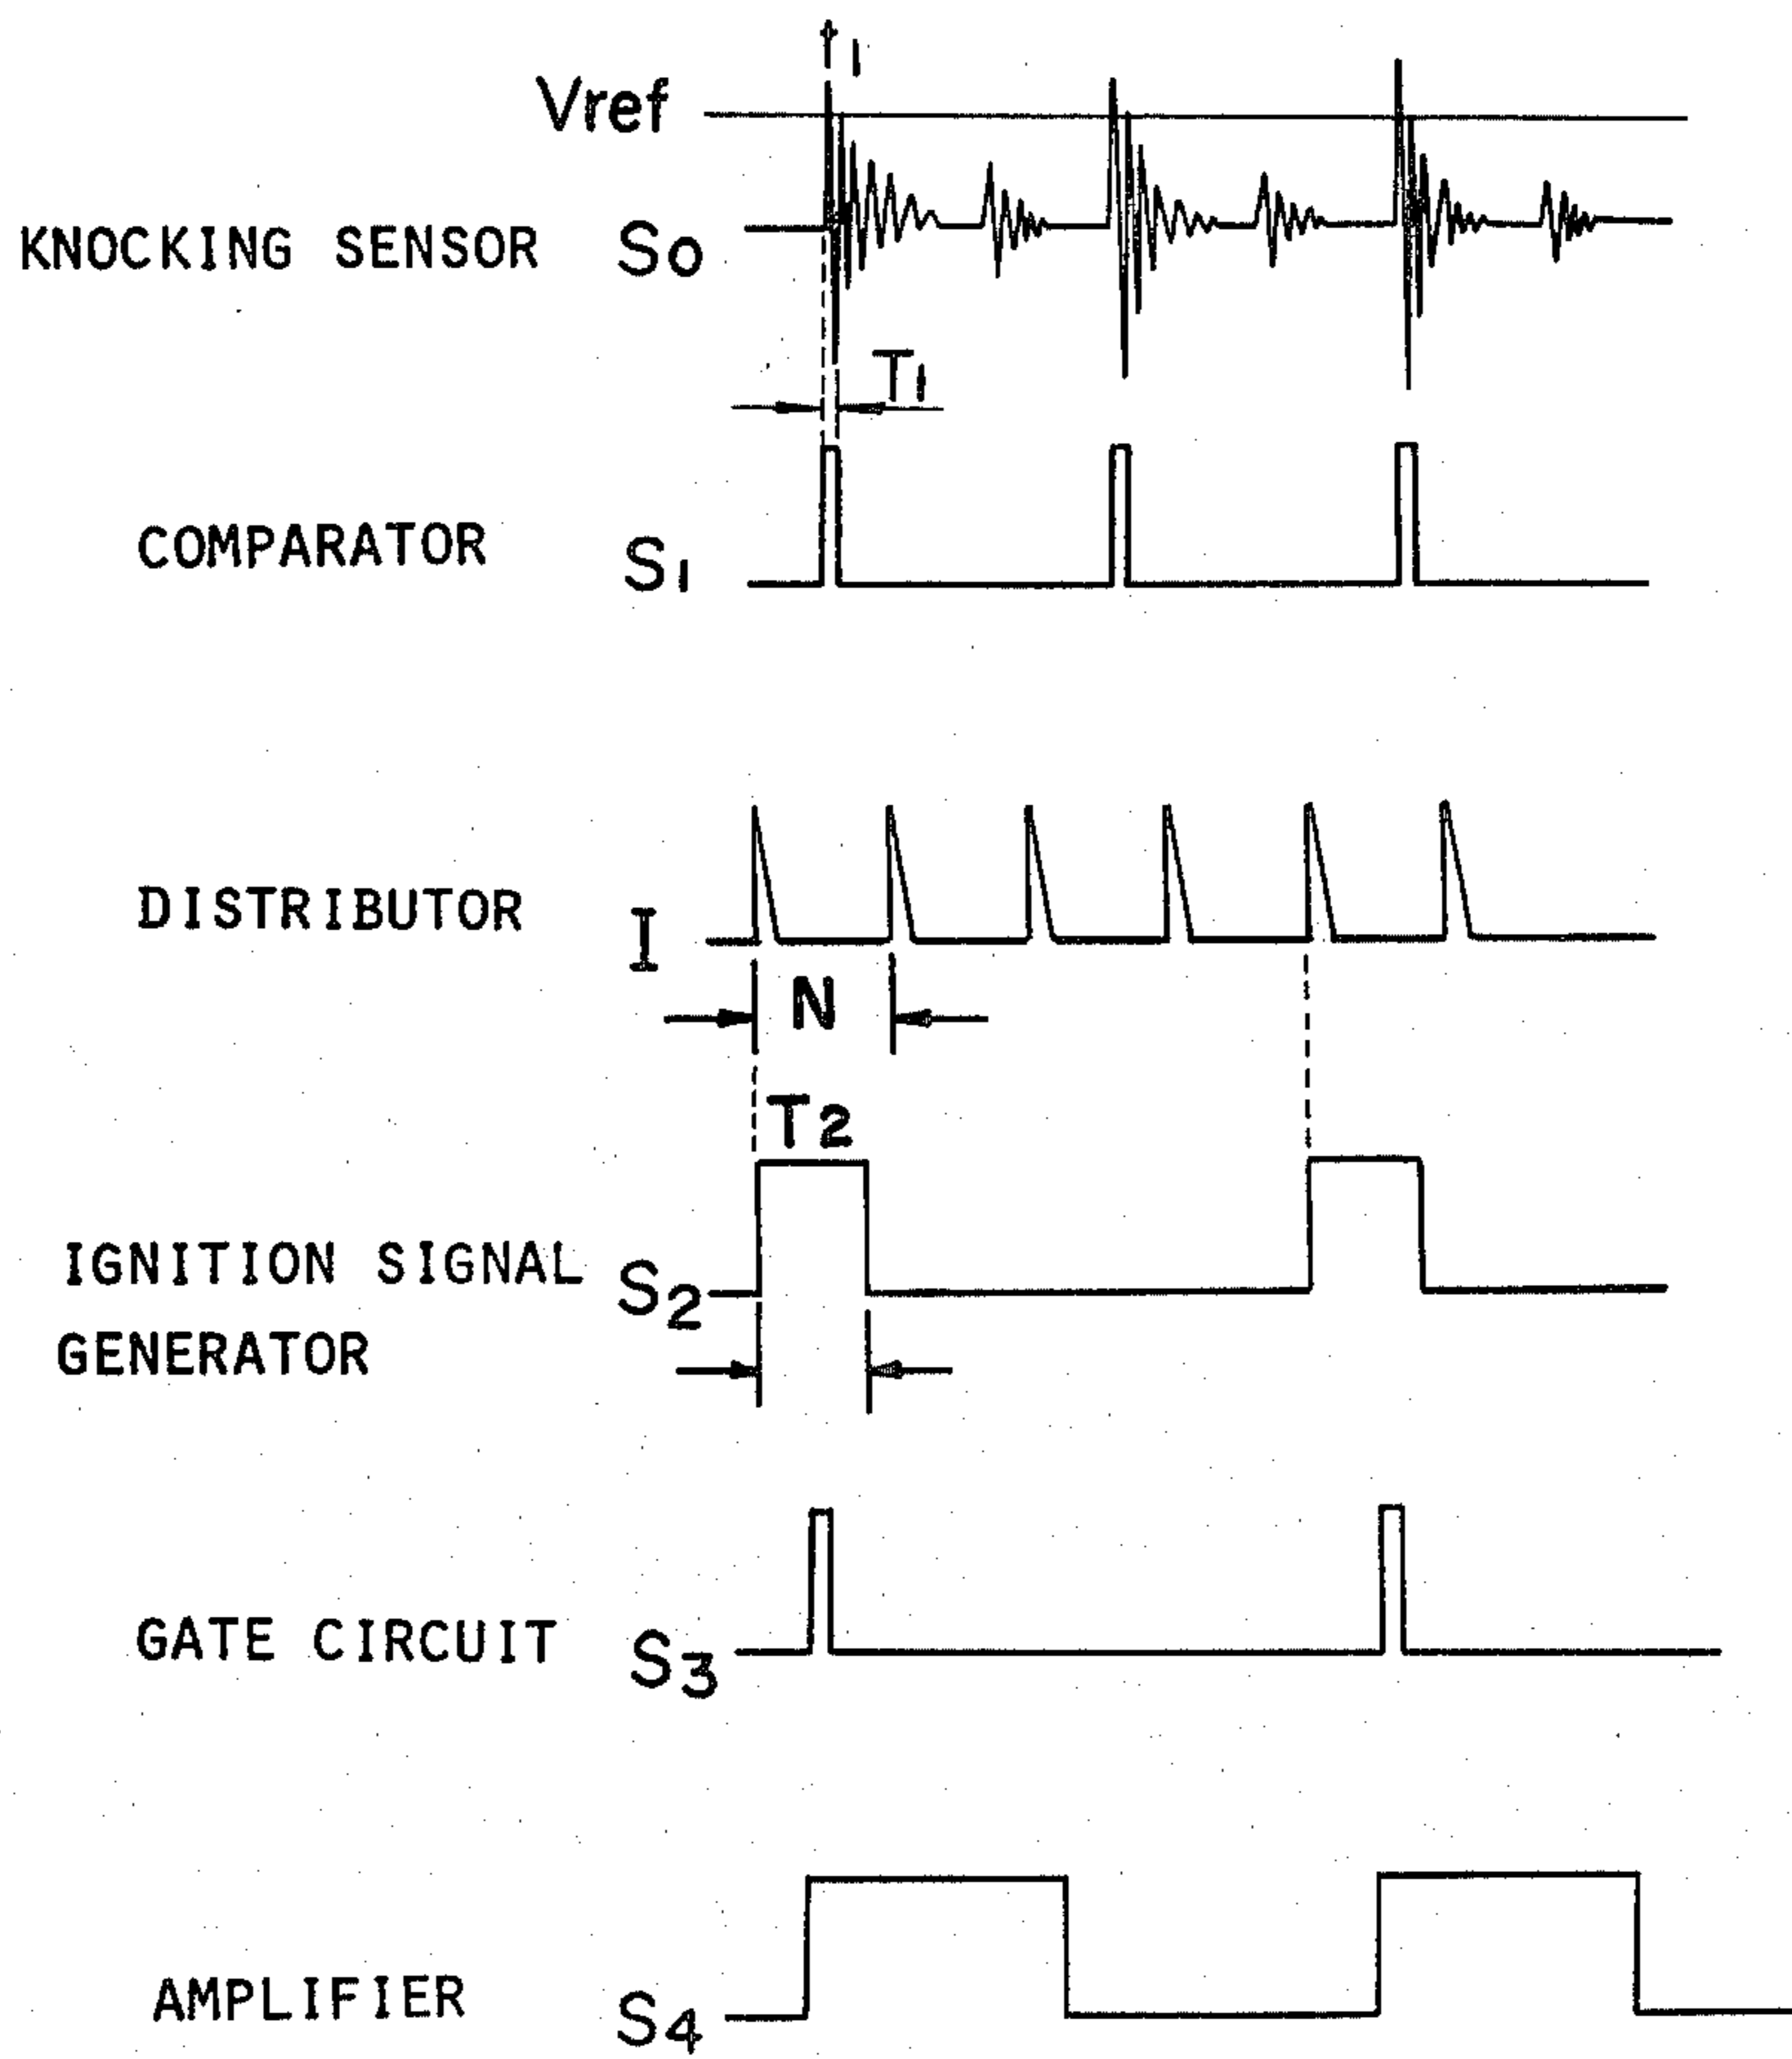 t1
Vref
KNOCKING SENSOR So
T1
COMPARATOR S1
DISTRIBUTOR I
N
T2
IGNITION SIGNAL
GENERATOR S2
GATE CIRCUIT S3
AMPLIFIER S4